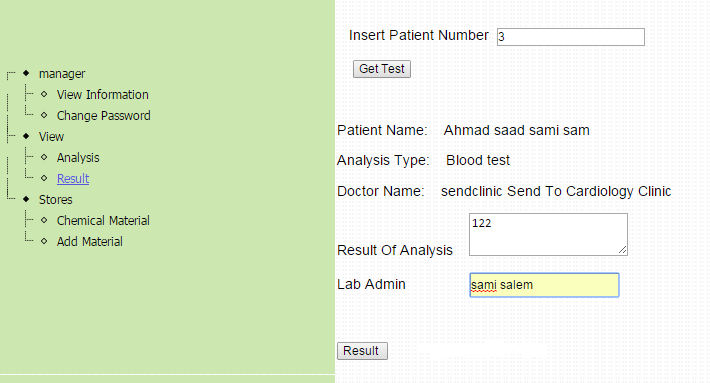 manager
View Information
Change Password
View
Analysis
Result
Stores
Chemical Material
Add Material
Insert Patient Number 3
Get Test
Patient Name: Ahmad saad sami sam
Analysis Type: Blood test
Doctor Name: sendclinic Send To Cardiology Clinic
Result Of Analysis 122
Lab Admin sami salem
Result